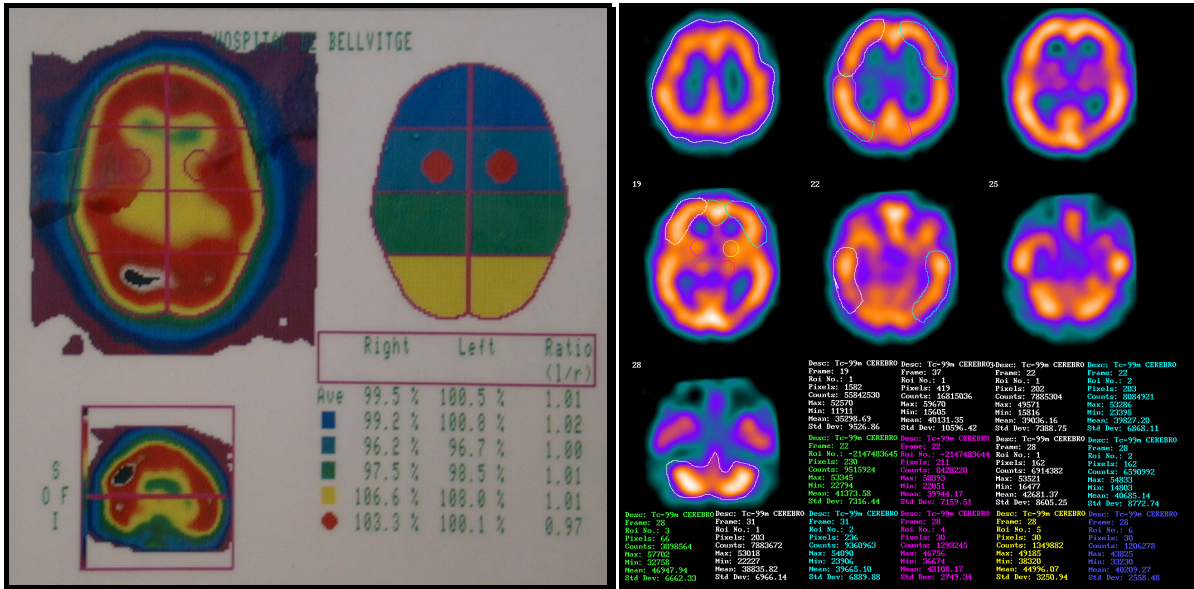 HOSPITAL DE BELLVITGE
Right Left Ratio
(l/r)
Ave 99.5 % 100.5 % 1.01
99.2 % 100.8 % 1.02
96.2 % 96.7 % 1.00
97.5 % 98.5 % 1.01
106.6 % 108.0 % 1.01
103.3 % 100.1 % 0.97
S
O F
I
19
22
25
28
Desc: Tc-99m CEREBRO
Frame: 19
Roi No.: 1
Pixels: 1582
Counts: 55842530
Max: 52570
Min: 11911
Mean: 35298.69
Std Dev: 9526.86
Desc: Tc-99m CEREBRO
Frame: 37
Roi No.: 1
Pixels: 419
Counts: 16815036
Max: 59670
Min: 15605
Mean: 40131.35
Std Dev: 10596.42
Desc: Tc-99m CEREBRO
Frame: 22
Roi No.: 1
Pixels: 202
Counts: 7885304
Max: 49571
Min: 15816
Mean: 39036.16
Std Dev: 7388.75
Desc: Tc-99m CEREBRO
Frame: 22
Roi No.: 2
Pixels: 203
Counts: 8084921
Max: 53286
Min: 23395
Mean: 39827.20
Std Dev: 6868.11
Desc: Tc-99m CEREBRO
Frame: 22
Roi No.: -2147483645
Pixels: 230
Counts: 9515924
Max: 53345
Min: 22794
Mean: 41373.58
Std Dev: 7316.44
Desc: Tc-99m CEREBRO
Frame: 22
Roi No.: -2147483644
Pixels: 211
Counts: 8428220
Max: 50393
Min: 22051
Mean: 39944.17
Std Dev: 7159.51
Desc: Tc-99m CEREBRO
Frame: 28
Roi No.: 1
Pixels: 162
Counts: 6914382
Max: 53521
Min: 16477
Mean: 42681.37
Std Dev: 8605.25
Desc: Tc-99m CEREBRO
Frame: 28
Roi No.: 2
Pixels: 162
Counts: 6590992
Max: 54833
Min: 14803
Mean: 40685.14
Std Dev: 8772.74
Desc: Tc-99m CEREBRO
Frame: 28
Roi No.: 3
Pixels: 66
Counts: 3098564
Max: 57702
Min: 32758
Mean: 46947.94
Std Dev: 6662.33
Desc: Tc-99m CEREBRO
Frame: 31
Roi No.: 1
Pixels: 203
Counts: 7883672
Max: 53018
Min: 22227
Mean: 38835.82
Std Dev: 6966.14
Desc: Tc-99m CEREBRO
Frame: 31
Roi No.: 2
Pixels: 236
Counts: 9360963
Max: 54090
Min: 23906
Mean: 39665.10
Std Dev: 6889.88
Desc: Tc-99m CEREBRO
Frame: 28
Roi No.: 4
Pixels: 30
Counts: 1293245
Max: 46756
Min: 36674
Mean: 43108.17
Std Dev: 2749.34
Desc: Tc-99m CEREBRO
Frame: 28
Roi No.: 5
Pixels: 30
Counts: 1349882
Max: 49185
Min: 38320
Mean: 44996.07
Std Dev: 3250.94
Desc: Tc-99m CEREBRO
Frame: 28
Roi No.: 6
Pixels: 30
Counts: 1206278
Max: 43825
Min: 33230
Mean: 40209.27
Std Dev: 2558.48